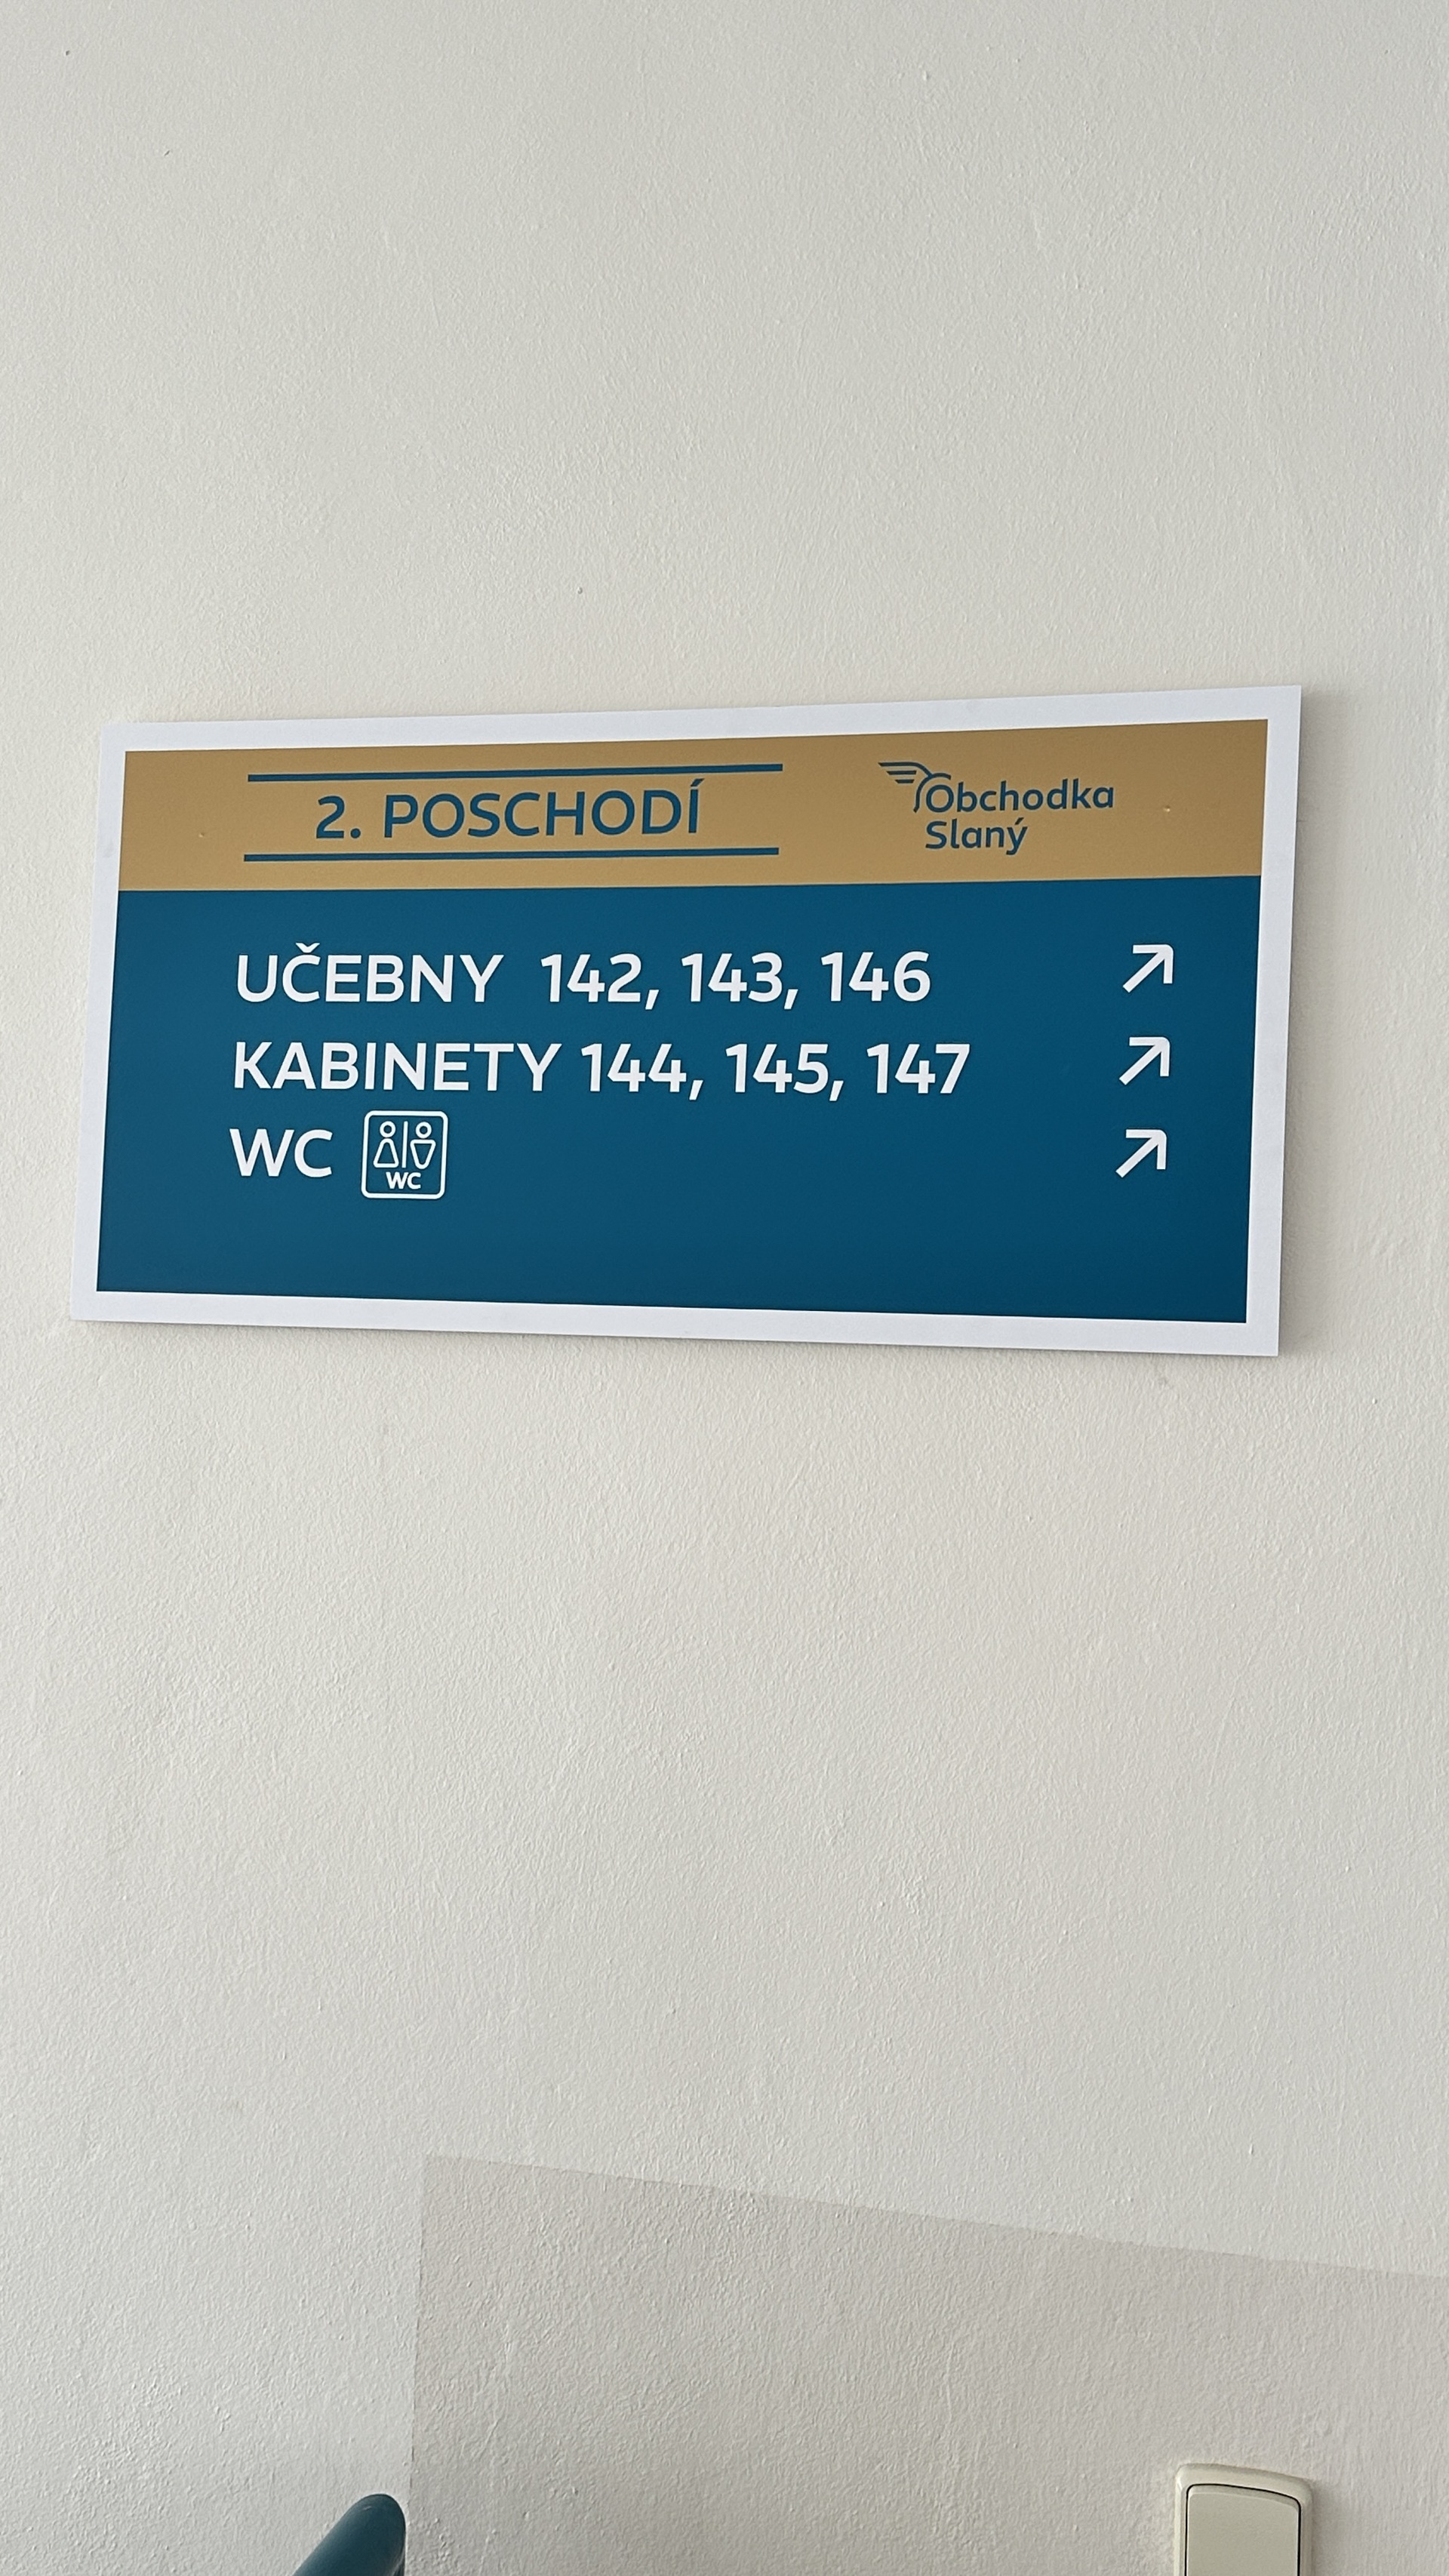 2. POSCHODÍ
Obchodka
Slaný
UČEBNY 142, 143, 146
KABINETY 144, 145, 147
WC
WC